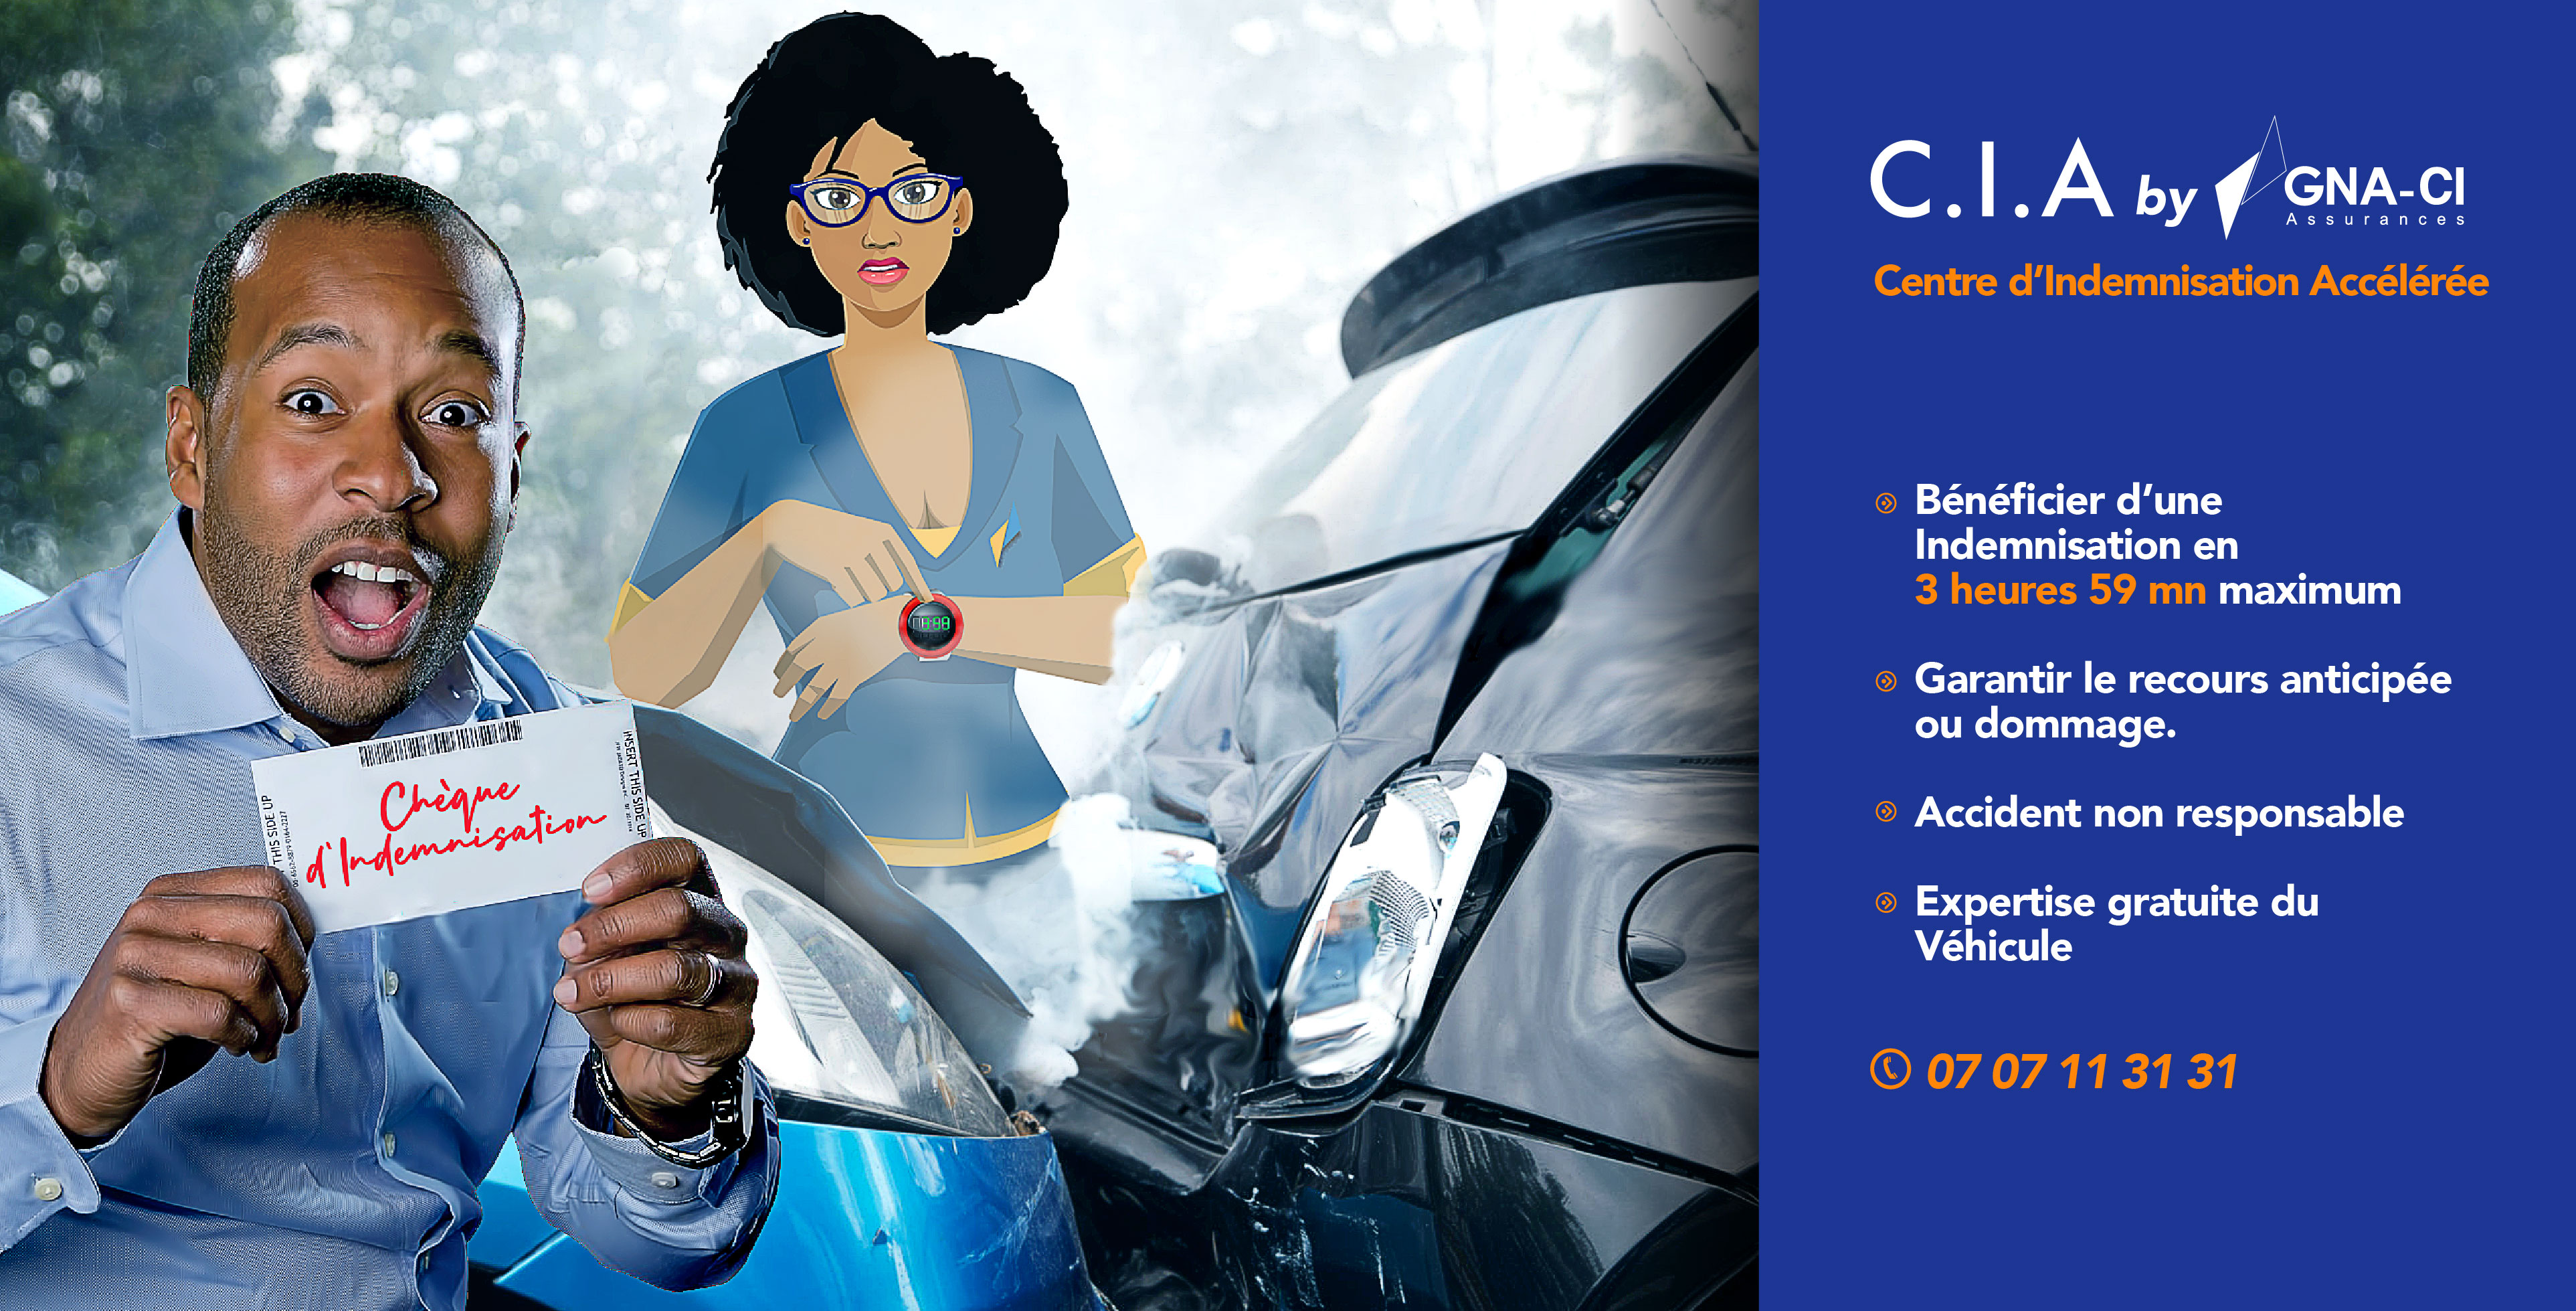 C.I.A by GNA-CI
Assurances
Centre d'Indemnisation Accélérée
Bénéficier d'une
Indemnisation en
3 heures 59 mn maximum
Garantir le recours anticipée
ou dommage.
Accident non responsable
Expertise gratuite du
Véhicule
07 07 11 31 31
Chèque
d'Indemnisation
THIS SIDE UP
INSERT THIS SIDE UP